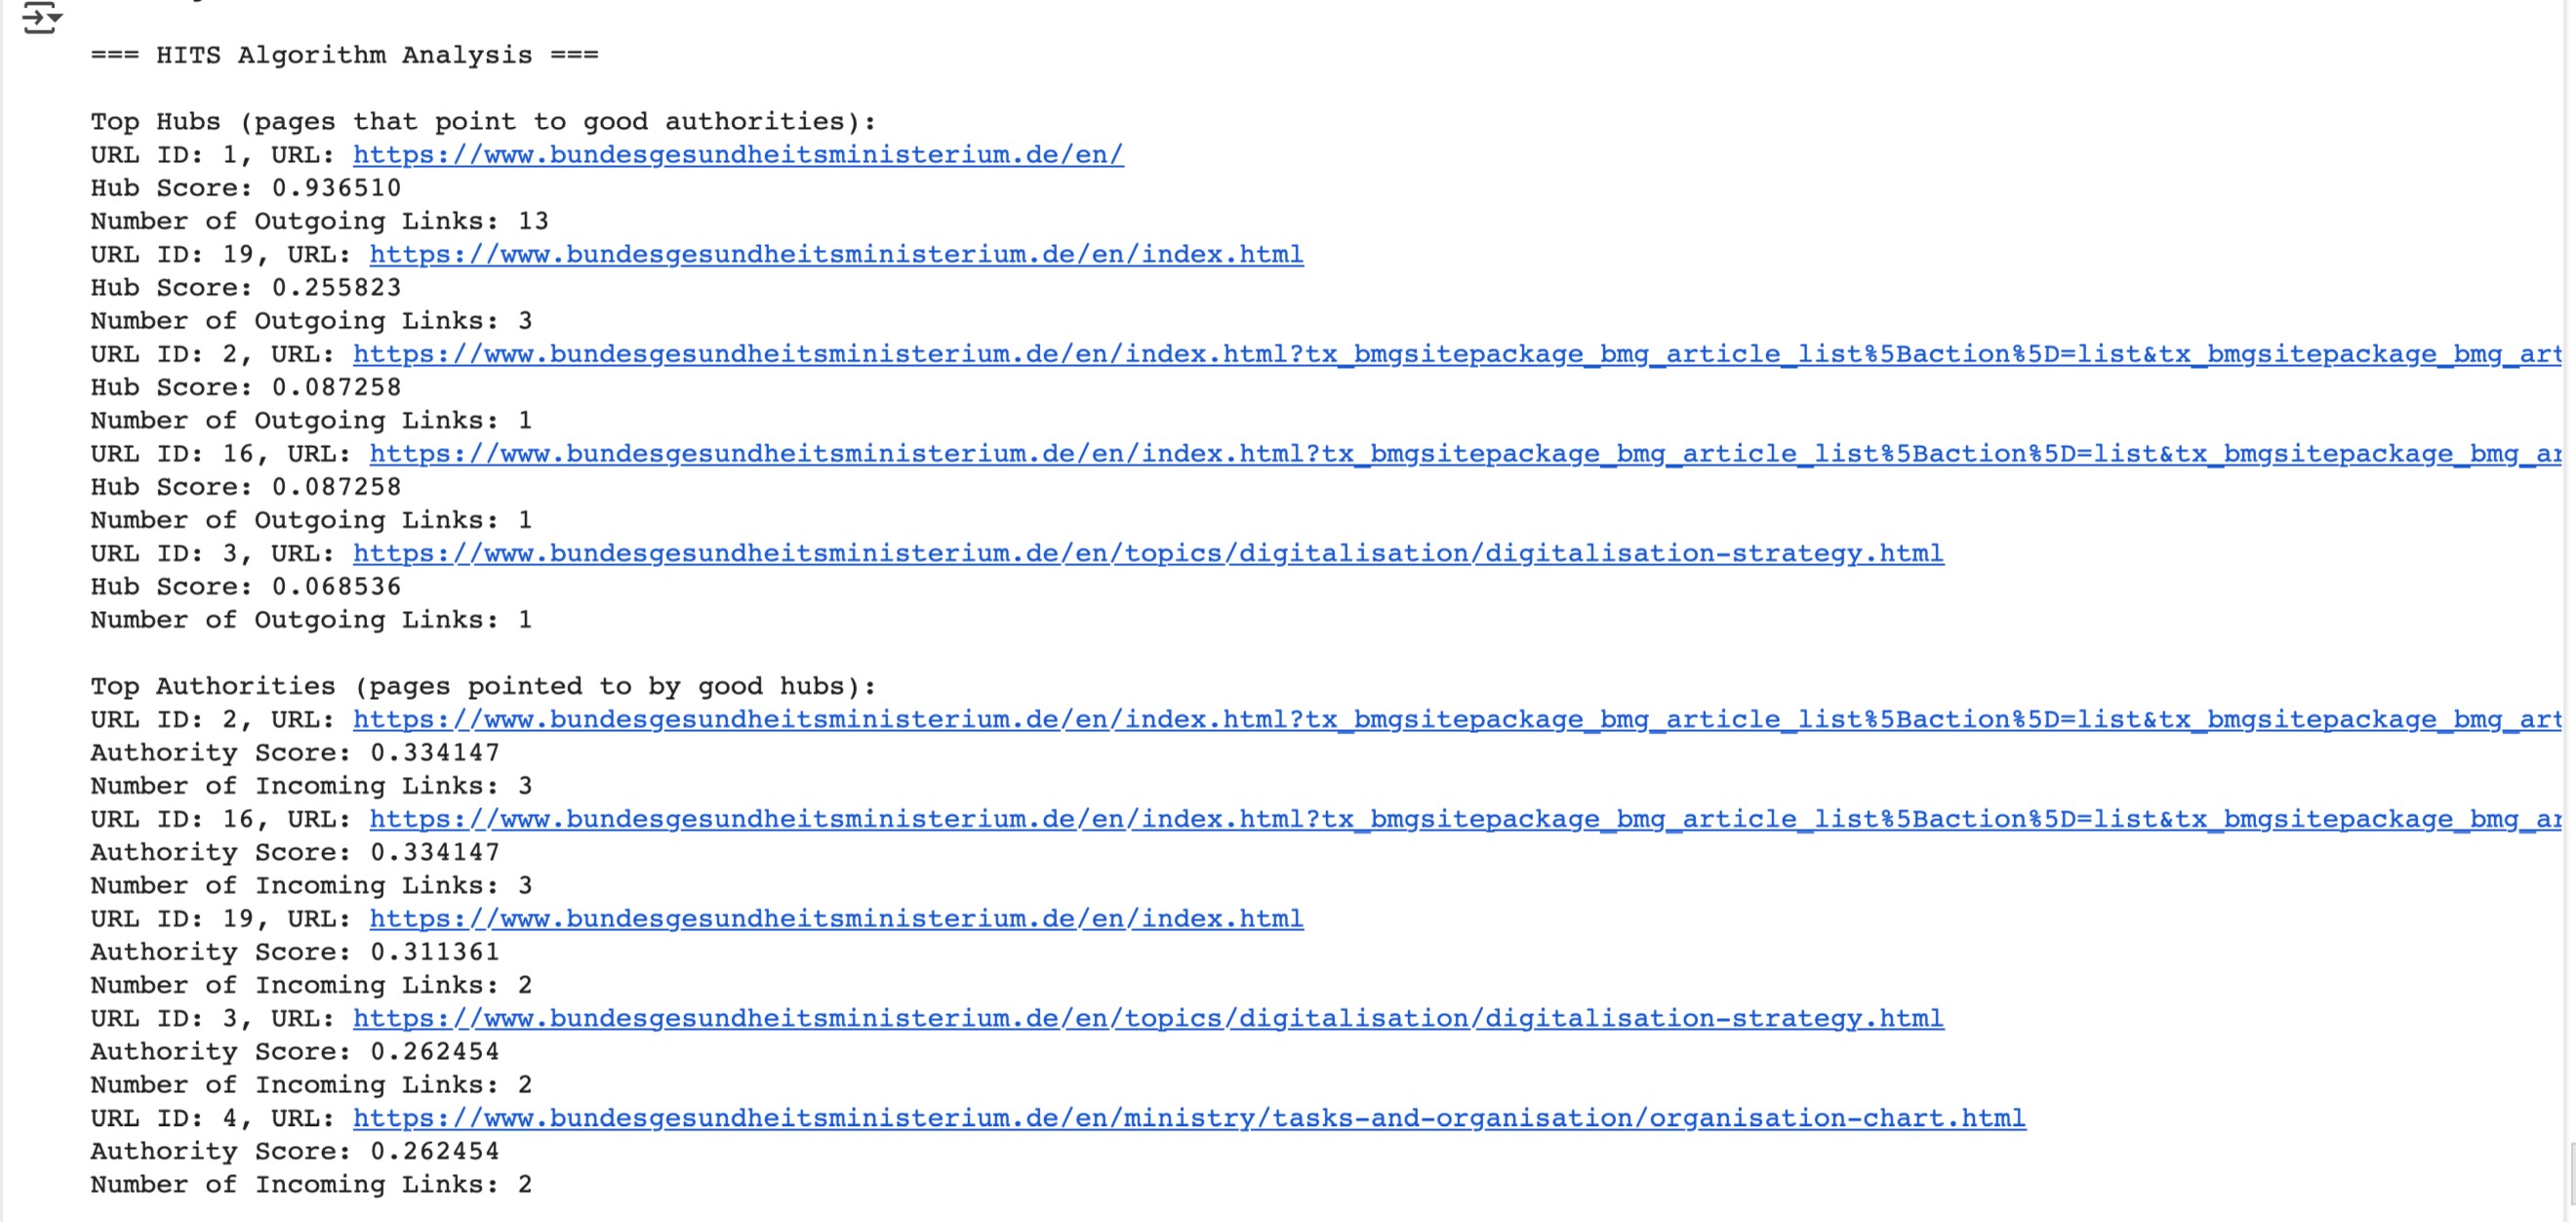 === HITS Algorithm Analysis ===
Top Hubs (pages that point to good authorities):
URL ID: 1, URL: https://www.bundesgesundheitsministerium.de/en/
Hub Score: 0.936510
Number of Outgoing Links: 13
URL ID: 19, URL: https://www.bundesgesundheitsministerium.de/en/index.html
Hub Score: 0.255823
Number of Outgoing Links: 3
URL ID: 2, URL: https://www.bundesgesundheitsministerium.de/en/index.html?tx_bmgsitepackage_bmg_article_list%5Baction%5D=list&tx_bmgsitepackage_bmg_art
Hub Score: 0.087258
Number of Outgoing Links: 1
URL ID: 16, URL: https://www.bundesgesundheitsministerium.de/en/index.html?tx_bmgsitepackage_bmg_article_list%5Baction%5D=list&tx_bmgsitepackage_bmg_ar
Hub Score: 0.087258
Number of Outgoing Links: 1
URL ID: 3, URL: https://www.bundesgesundheitsministerium.de/en/topics/digitalisation/digitalisation-strategy.html
Hub Score: 0.068536
Number of Outgoing Links: 1
Top Authorities (pages pointed to by good hubs):
URL ID: 2, URL: https://www.bundesgesundheitsministerium.de/en/index.html?tx_bmgsitepackage_bmg_article_list%5Baction%5D=list&tx_bmgsitepackage_bmg_art
Authority Score: 0.334147
Number of Incoming Links: 3
URL ID: 16, URL: https://www.bundesgesundheitsministerium.de/en/index.html?tx_bmgsitepackage_bmg_article_list%5Baction%5D=list&tx_bmgsitepackage_bmg_ar
Authority Score: 0.334147
Number of Incoming Links: 3
URL ID: 19, URL: https://www.bundesgesundheitsministerium.de/en/index.html
Authority Score: 0.311361
Number of Incoming Links: 2
URL ID: 3, URL: https://www.bundesgesundheitsministerium.de/en/topics/digitalisation/digitalisation-strategy.html
Authority Score: 0.262454
Number of Incoming Links: 2
URL ID: 4, URL: https://www.bundesgesundheitsministerium.de/en/ministry/tasks-and-organisation/organisation-chart.html
Authority Score: 0.262454
Number of Incoming Links: 2